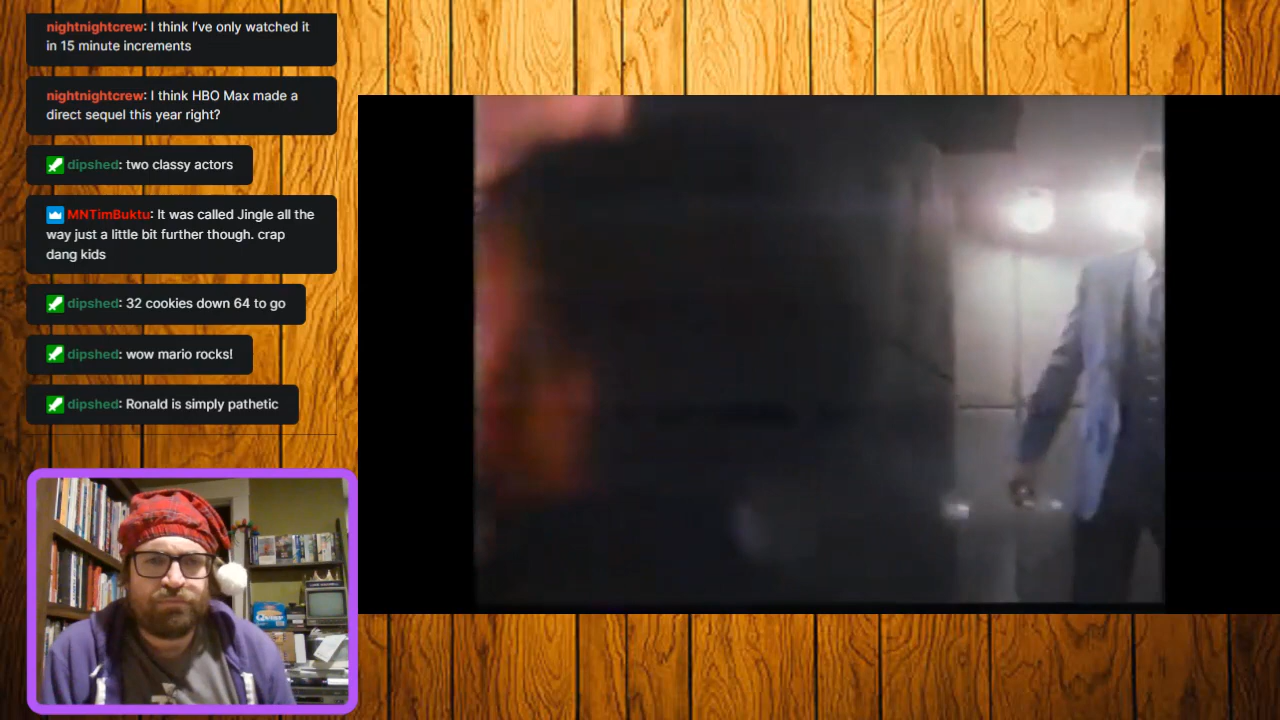 nightnightcrew: I think I've only watched it
in 15 minute increments
nightnightcrew: I think HBO Max made a
direct sequel this year right?
dipshed: two classy actors
MNTimBuktu: It was called Jingle all the
way just a little bit further though. crap
dang kids
dipshed: 32 cookies down 64 to go
dipshed: wow mario rocks!
dipshed: Ronald is simply pathetic